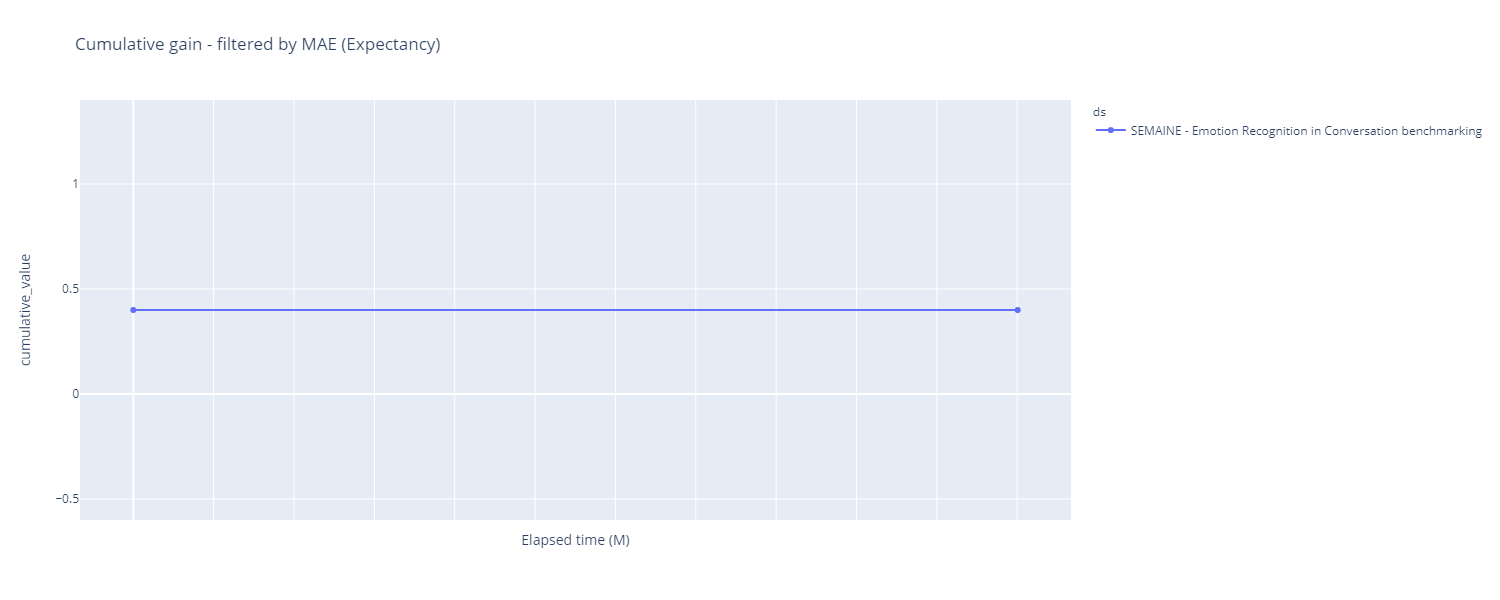 Cumulative gain - filtered by MAE (Expectancy)
ds
SEMAINE - Emotion Recognition in Conversation benchmarking
1
0.5
0
−0.5
cumulative_value
Elapsed time (M)